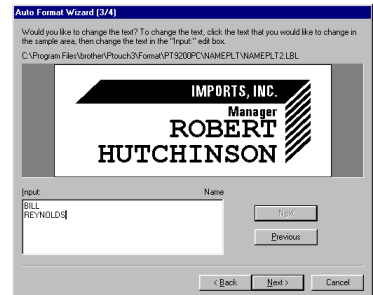 Auto Format Wizard (3/4)
Would you like to change the text? To change the text, click the text that you would like to change in
the sample area, then change the text in the "Input:" edit box.
C:\Program Files\brother\Ptouch3\Format\PT9200PC\NAMEPLT\NAMEPLT2.LBL
IMPORTS, INC.
Manager
ROBERT
HUTCHINSON
Input: Name
BILL
REYNOLDS
Next
Previous
< Back Next > Cancel